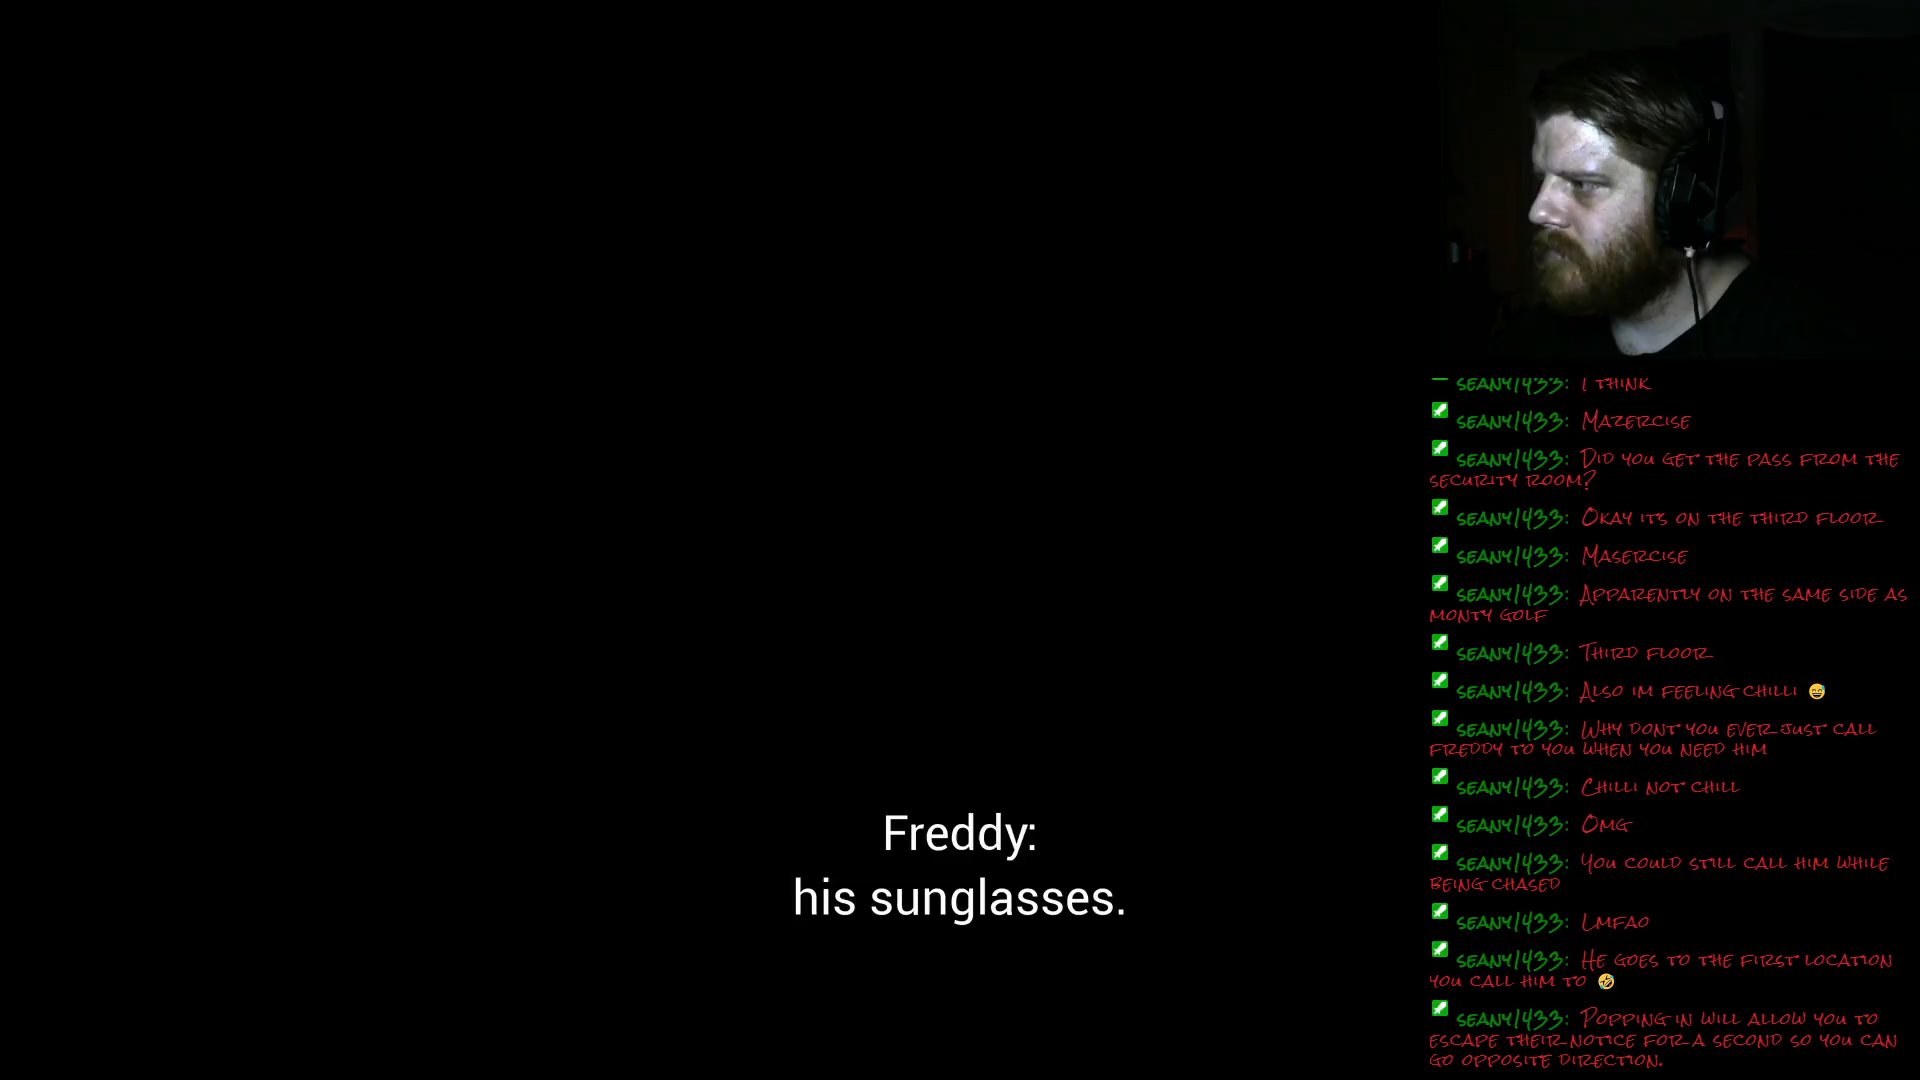 seany1433: I think
seany1433: Mazercise
seany1433: Did you get the pass from the
security room?
seany1433: Okay its on the third floor
seany1433: Masercise
seany1433: Apparently on the same side as
monty golf
seany1433: Third floor
seany1433: Also im feeling chilli 😅
seany1433: Why dont you ever just call
freddy to you when you need him
seany1433: Chilli not chill
seany1433: Omg
seany1433: You could still call him while
being chased
seany1433: Lmfao
seany1433: He goes to the first location
you call him to 🤣
seany1433: Popping in will allow you to
escape their notice for a second so you can
go opposite direction.
Freddy:
his sunglasses.